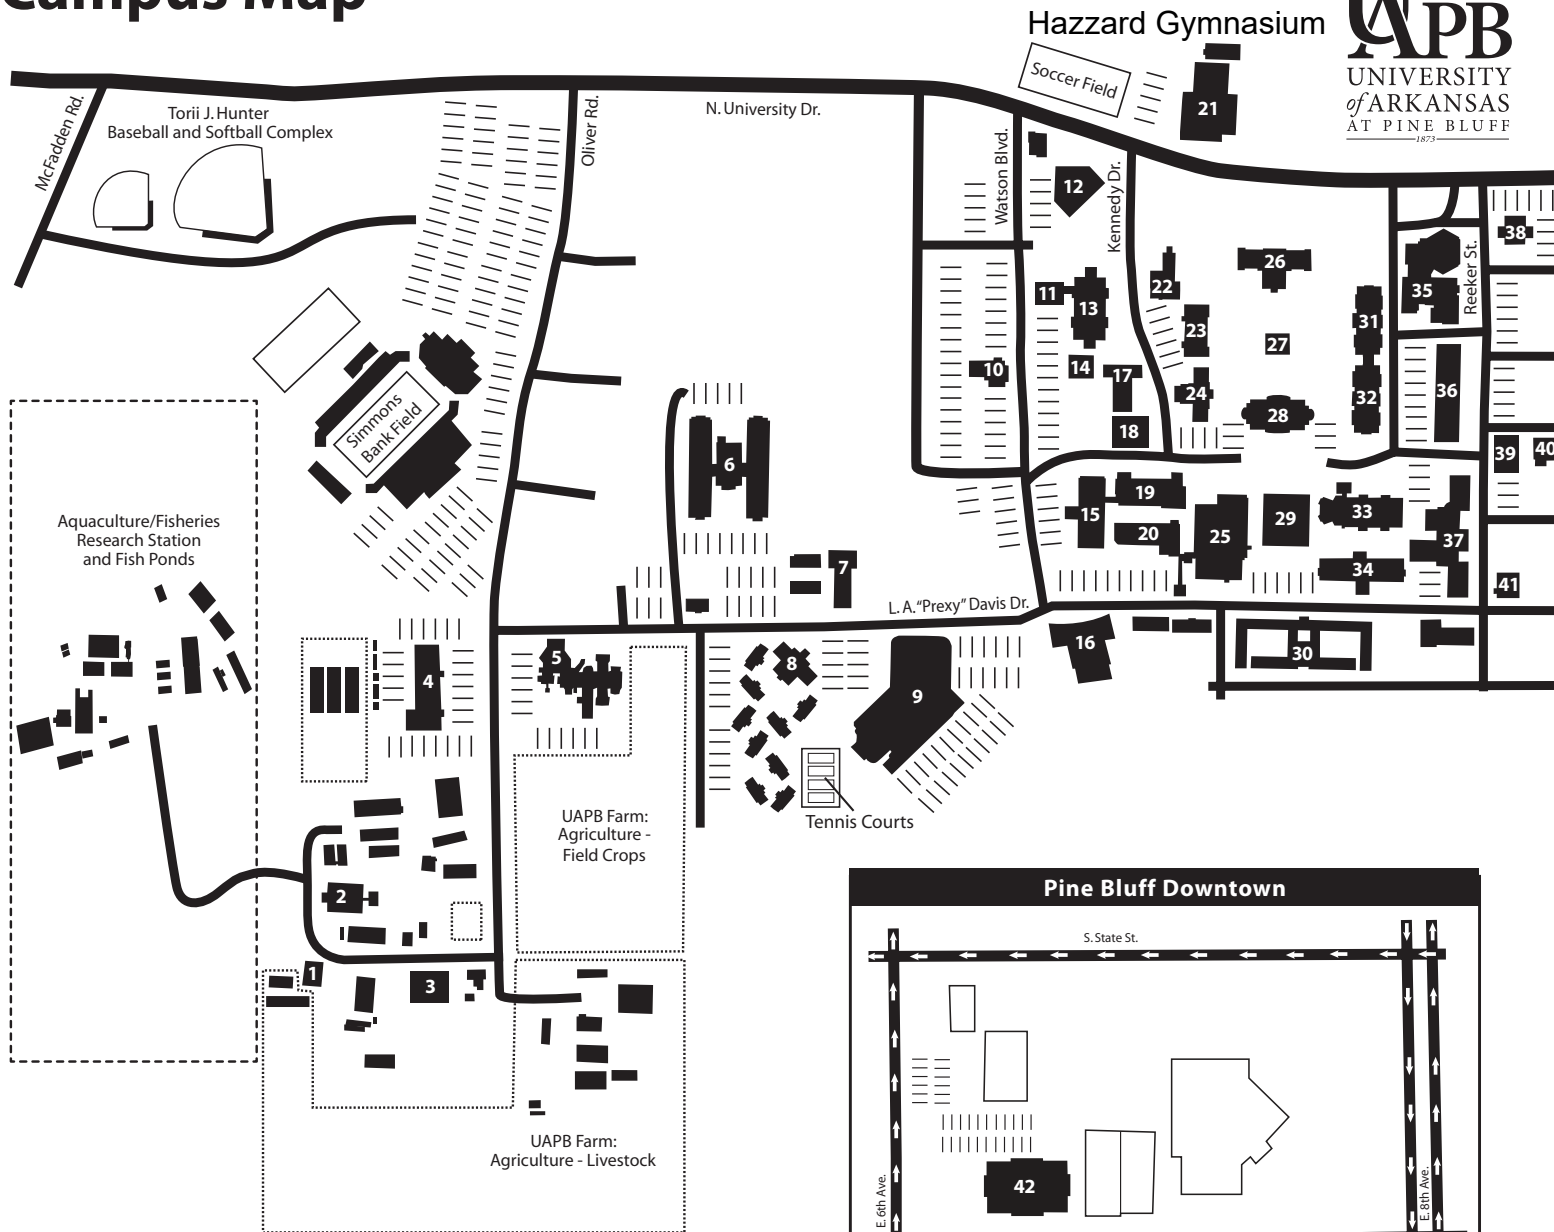 Campus Map
Hazzard Gymnasium
UAPB
UNIVERSITY
of ARKANSAS
AT PINE BLUFF
1873
Soccer Field
21
McFadden Rd.
Torii J. Hunter
Baseball and Softball Complex
Oliver Rd.
N. University Dr.
Watson Blvd.
12
Kennedy Dr.
38
26
22
11
13
35
Reeker St.
23
31
27
14
10
17
24
36
32
28
18
Simmons
Bank Field
6
39
40
19
15
20
25
29
33
37
34
41
Aquaculture/Fisheries
Research Station
and Fish Ponds
7
L. A. “Prexy” Davis Dr.
16
30
5
8
4
9
Tennis Courts
UAPB Farm:
Agriculture -
Field Crops
2
1
3
Pine Bluff Downtown
S. State St.
E. 6th Ave.
42
E. 8th Ave.
UAPB Farm:
Agriculture - Livestock